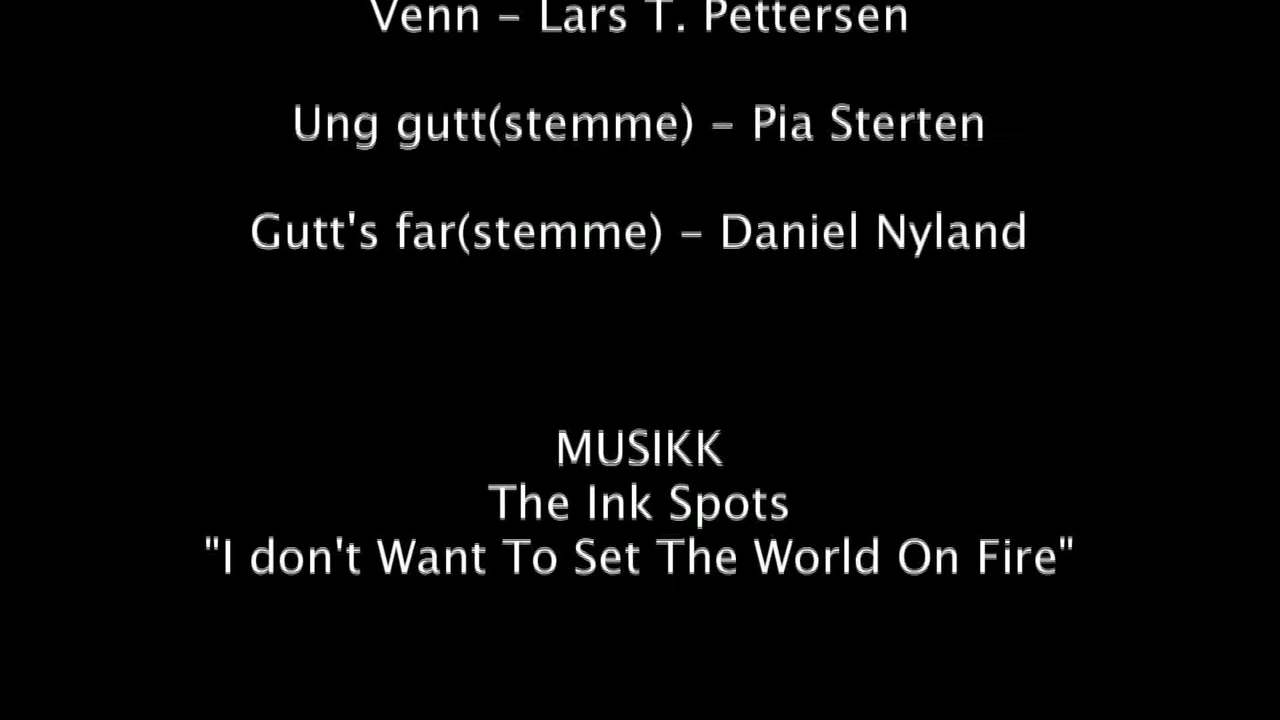 Venn – Lars T. Pettersen
Ung gutt(stemme) – Pia Sterten
Gutt's far(stemme) – Daniel Nyland
MUSIKK
The Ink Spots
"I don't Want To Set The World On Fire"